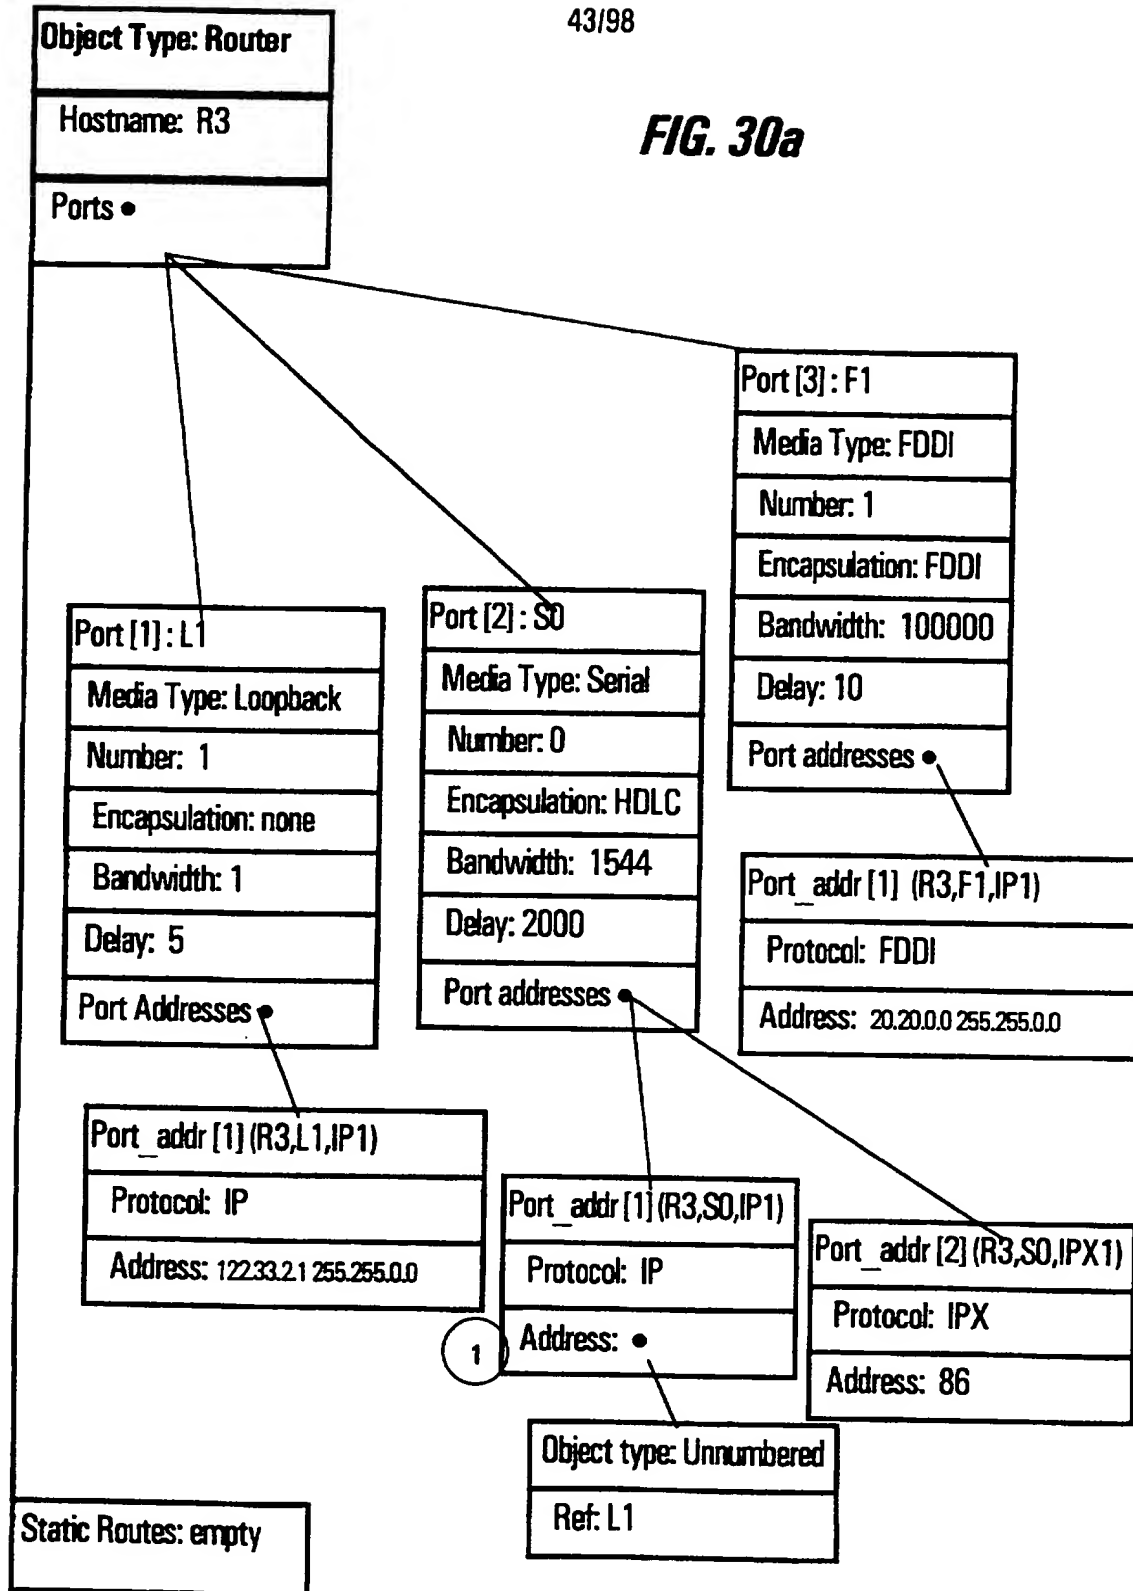 43/98
Object Type: Router
Hostname: R3
Ports •
FIG. 30a
Port [3] : F1
Media Type: FDDI
Number: 1
Encapsulation: FDDI
Bandwidth: 100000
Delay: 10
Port addresses •
Port [1] : L1
Media Type: Loopback
Number: 1
Encapsulation: none
Bandwidth: 1
Delay: 5
Port Addresses •
Port [2] : S0
Media Type: Serial
Number: 0
Encapsulation: HDLC
Bandwidth: 1544
Delay: 2000
Port addresses •
Port_addr [1] (R3,F1,IP1)
Protocol: FDDI
Address: 20.20.0.0 255.255.0.0
Port_addr [1] (R3,L1,IP1)
Protocol: IP
Address: 122.33.2.1 255.255.0.0
Port_addr [1] (R3,S0,IP1)
Protocol: IP
Address: •
1
Port_addr [2] (R3,S0,IPX1)
Protocol: IPX
Address: 86
Object type: Unnumbered
Ref: L1
Static Routes: empty